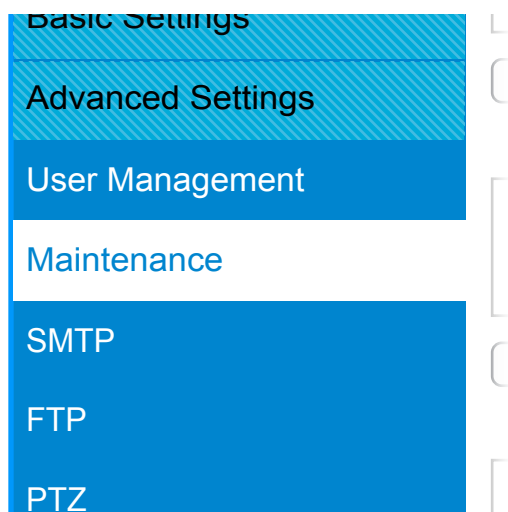 Basic Settings
Advanced Settings
User Management
Maintenance
SMTP
FTP
PTZ